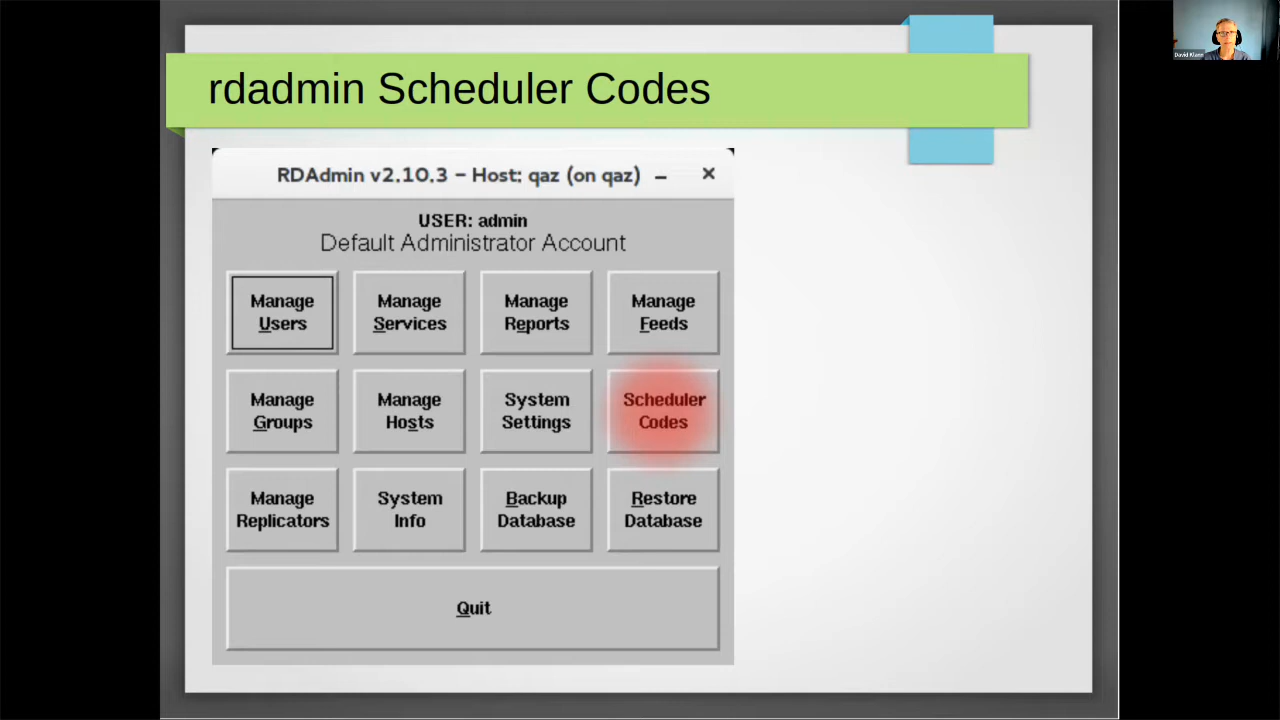 rdadmin Scheduler Codes
David Klann
RDAdmin v2.10.3 – Host: qaz (on qaz)
USER: admin
Default Administrator Account
Manage
Users
Manage
Services
Manage
Reports
Manage
Feeds
Manage
Groups
Manage
Hosts
System
Settings
Scheduler
Codes
Manage
Replicators
System
Info
Backup
Database
Restore
Database
Quit